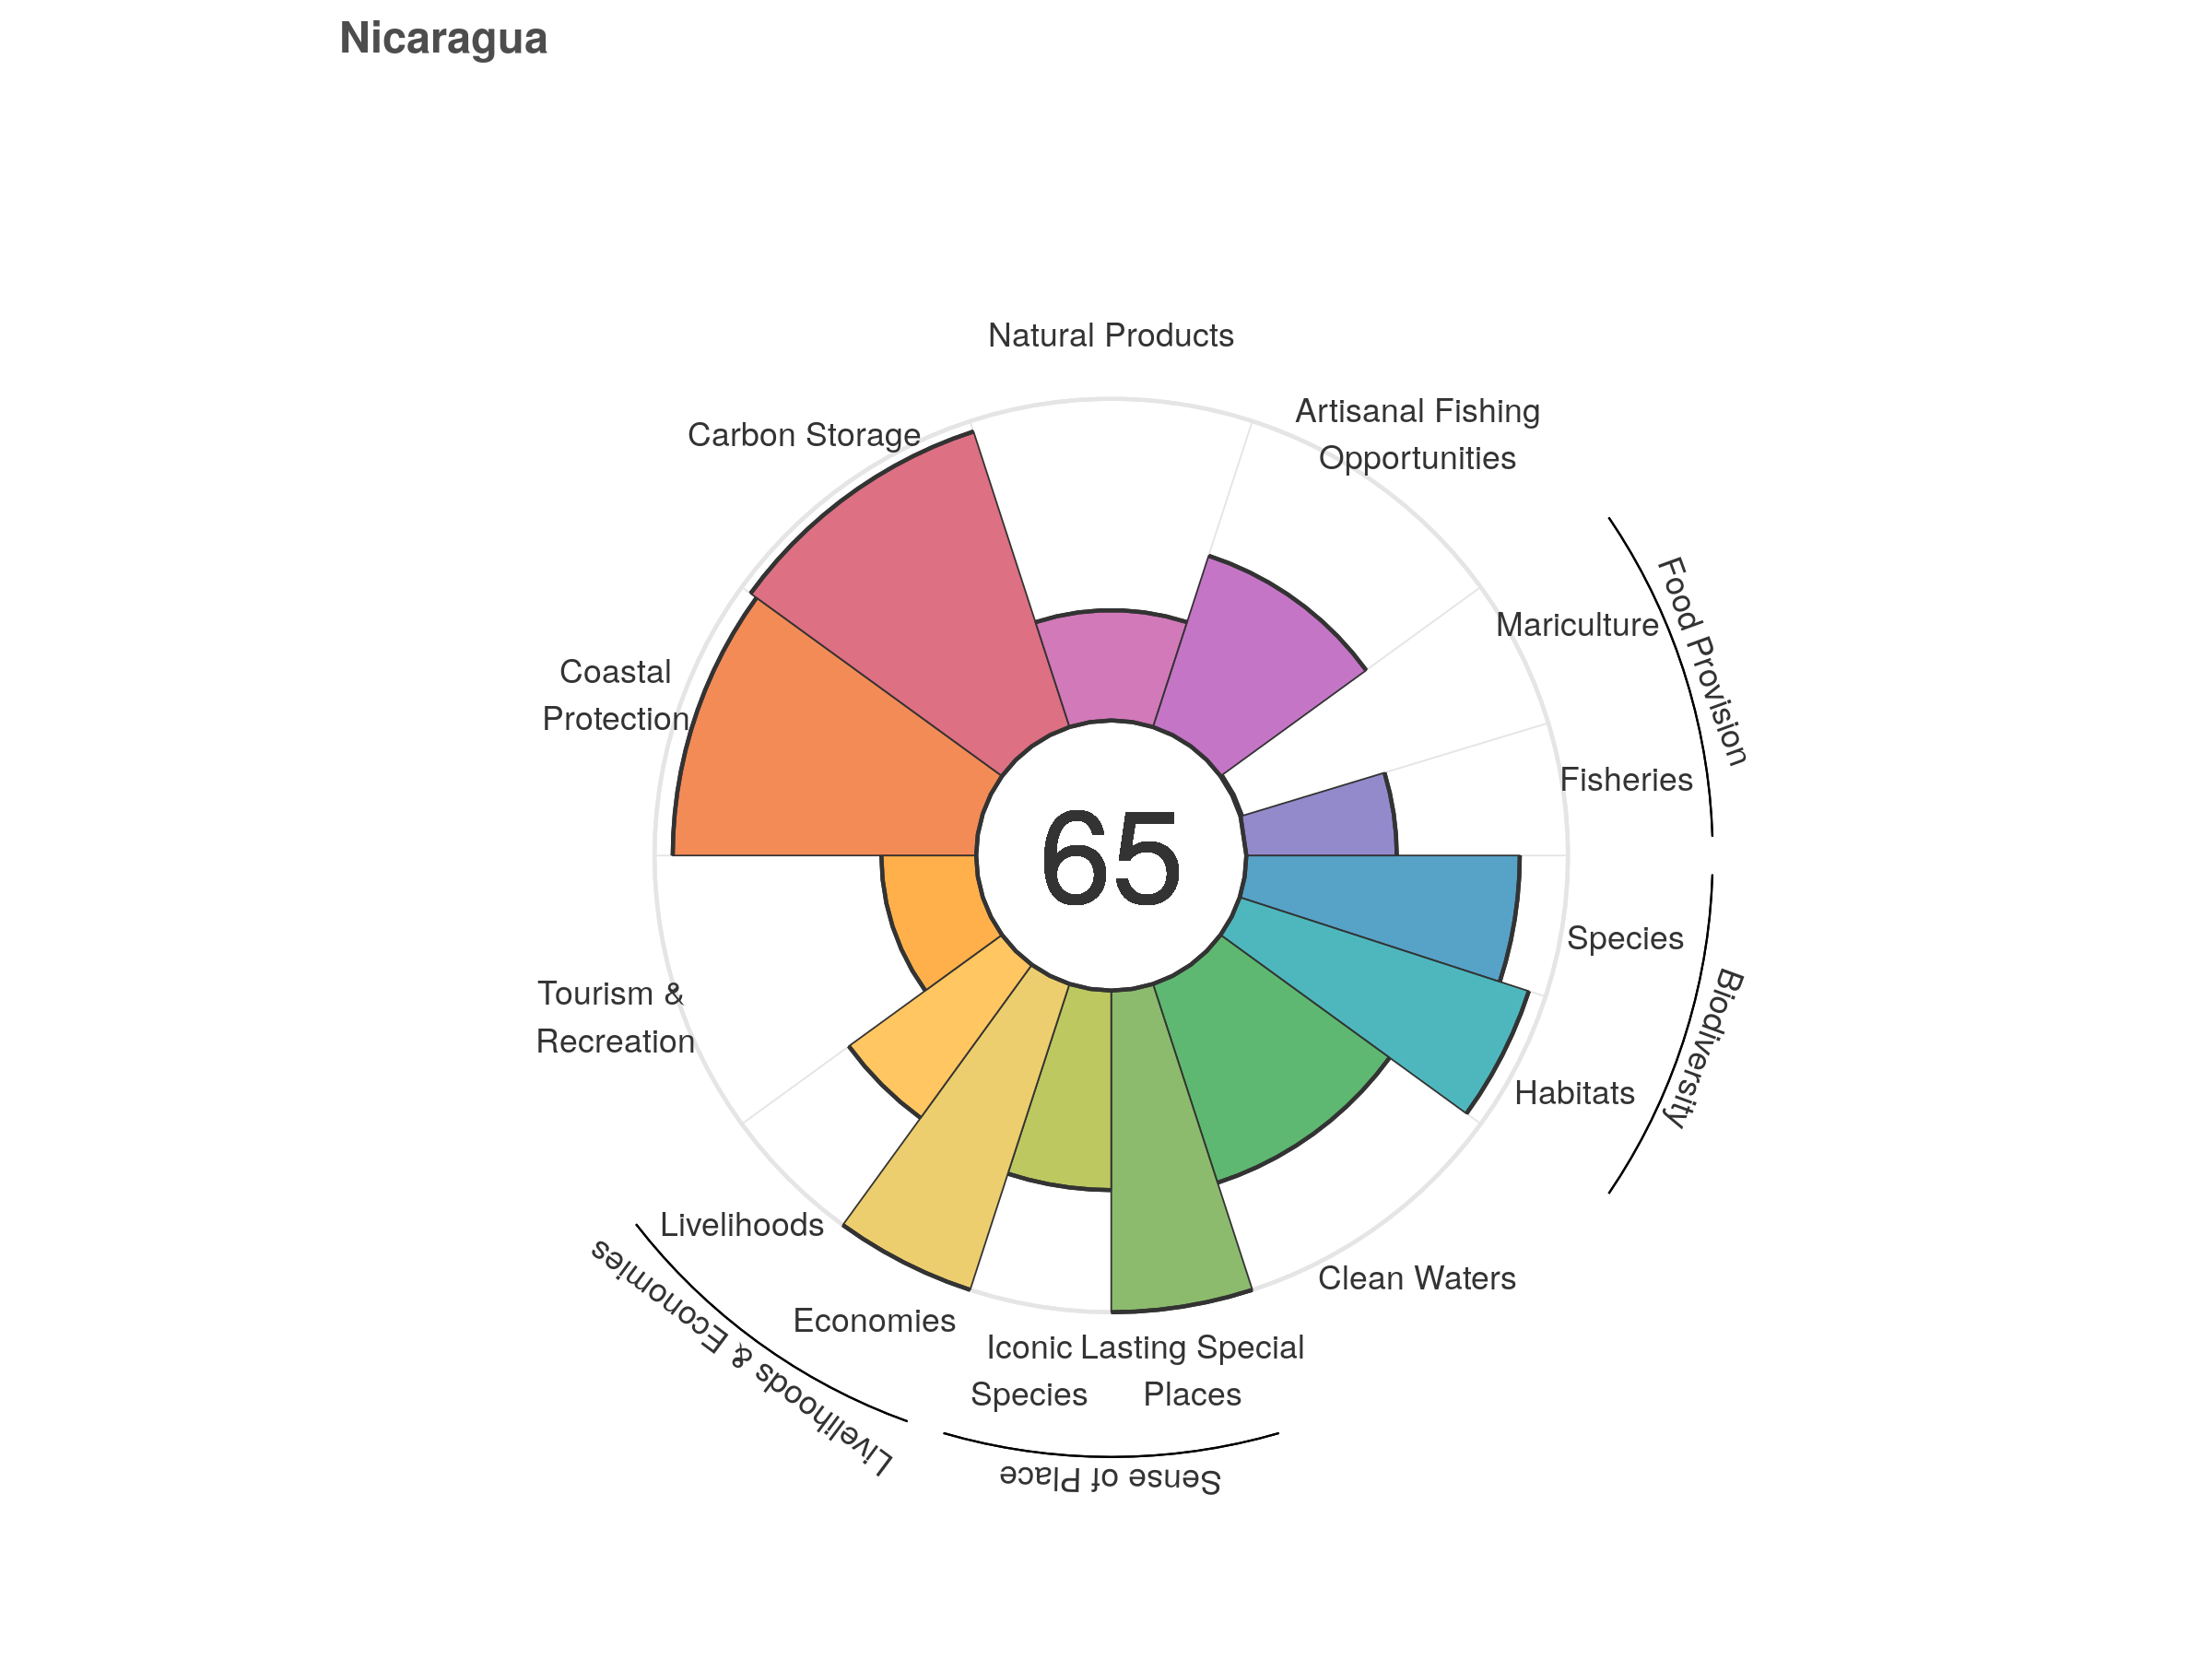 Nicaragua
Natural Products
Artisanal Fishing
Opportunities
Carbon Storage
Mariculture
Food Provision
Coastal
Protection
Fisheries
65
Species
Biodiversity
Tourism &
Recreation
Habitats
Livelihoods
Clean Waters
Economies
Livelihoods & Economies
Iconic
Species
Lasting Special
Places
Sense of Place